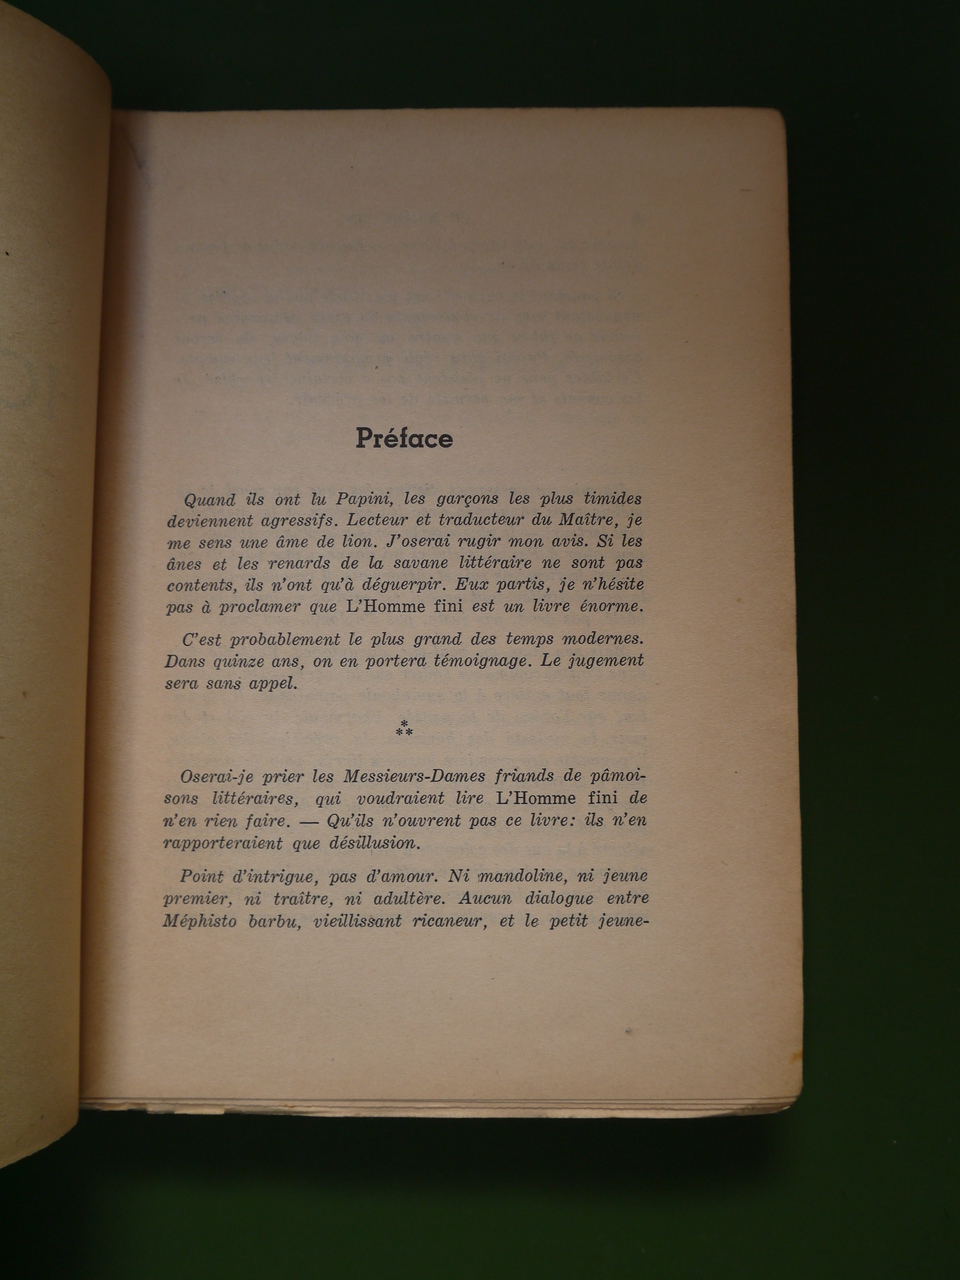 Préface
Quand ils ont lu Papini, les garçons les plus timides
deviennent agressifs. Lecteur et traducteur du Maître, je
me sens une âme de lion. J'oserai rugir mon avis. Si les
ânes et les renards de la savane littéraire ne sont pas
contents, ils n'ont qu'à déguerpir. Eux partis, je n'hésite
pas à proclamer que L'Homme fini est un livre énorme.
C'est probablement le plus grand des temps modernes.
Dans quinze ans, on en portera témoignage. Le jugement
sera sans appel.
*
**
Oserai-je prier les Messieurs-Dames friands de pâmoi-
sons littéraires, qui voudraient lire L'Homme fini de
n'en rien faire. — Qu'ils n'ouvrent pas ce livre: ils n'en
rapporteraient que désillusion.
Point d'intrigue, pas d'amour. Ni mandoline, ni jeune
premier, ni traître, ni adultère. Aucun dialogue entre
Méphisto barbu, vieillissant ricaneur, et le petit jeune-